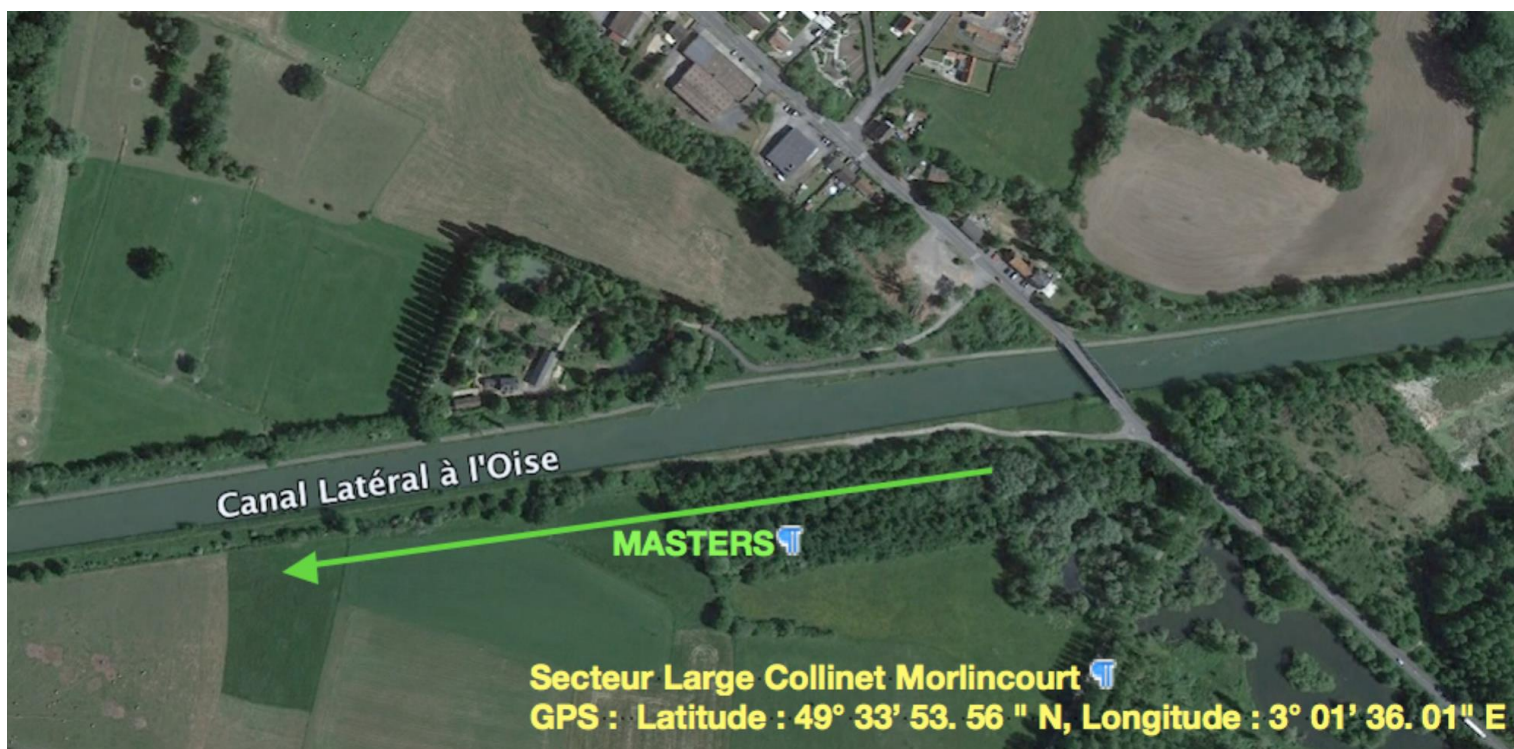 Canal Latéral à l'Oise
MASTERS¶
Secteur Large Collinet Morlincourt ¶
GPS : Latitude : 49° 33’ 53. 56 " N, Longitude : 3° 01’ 36. 01" E